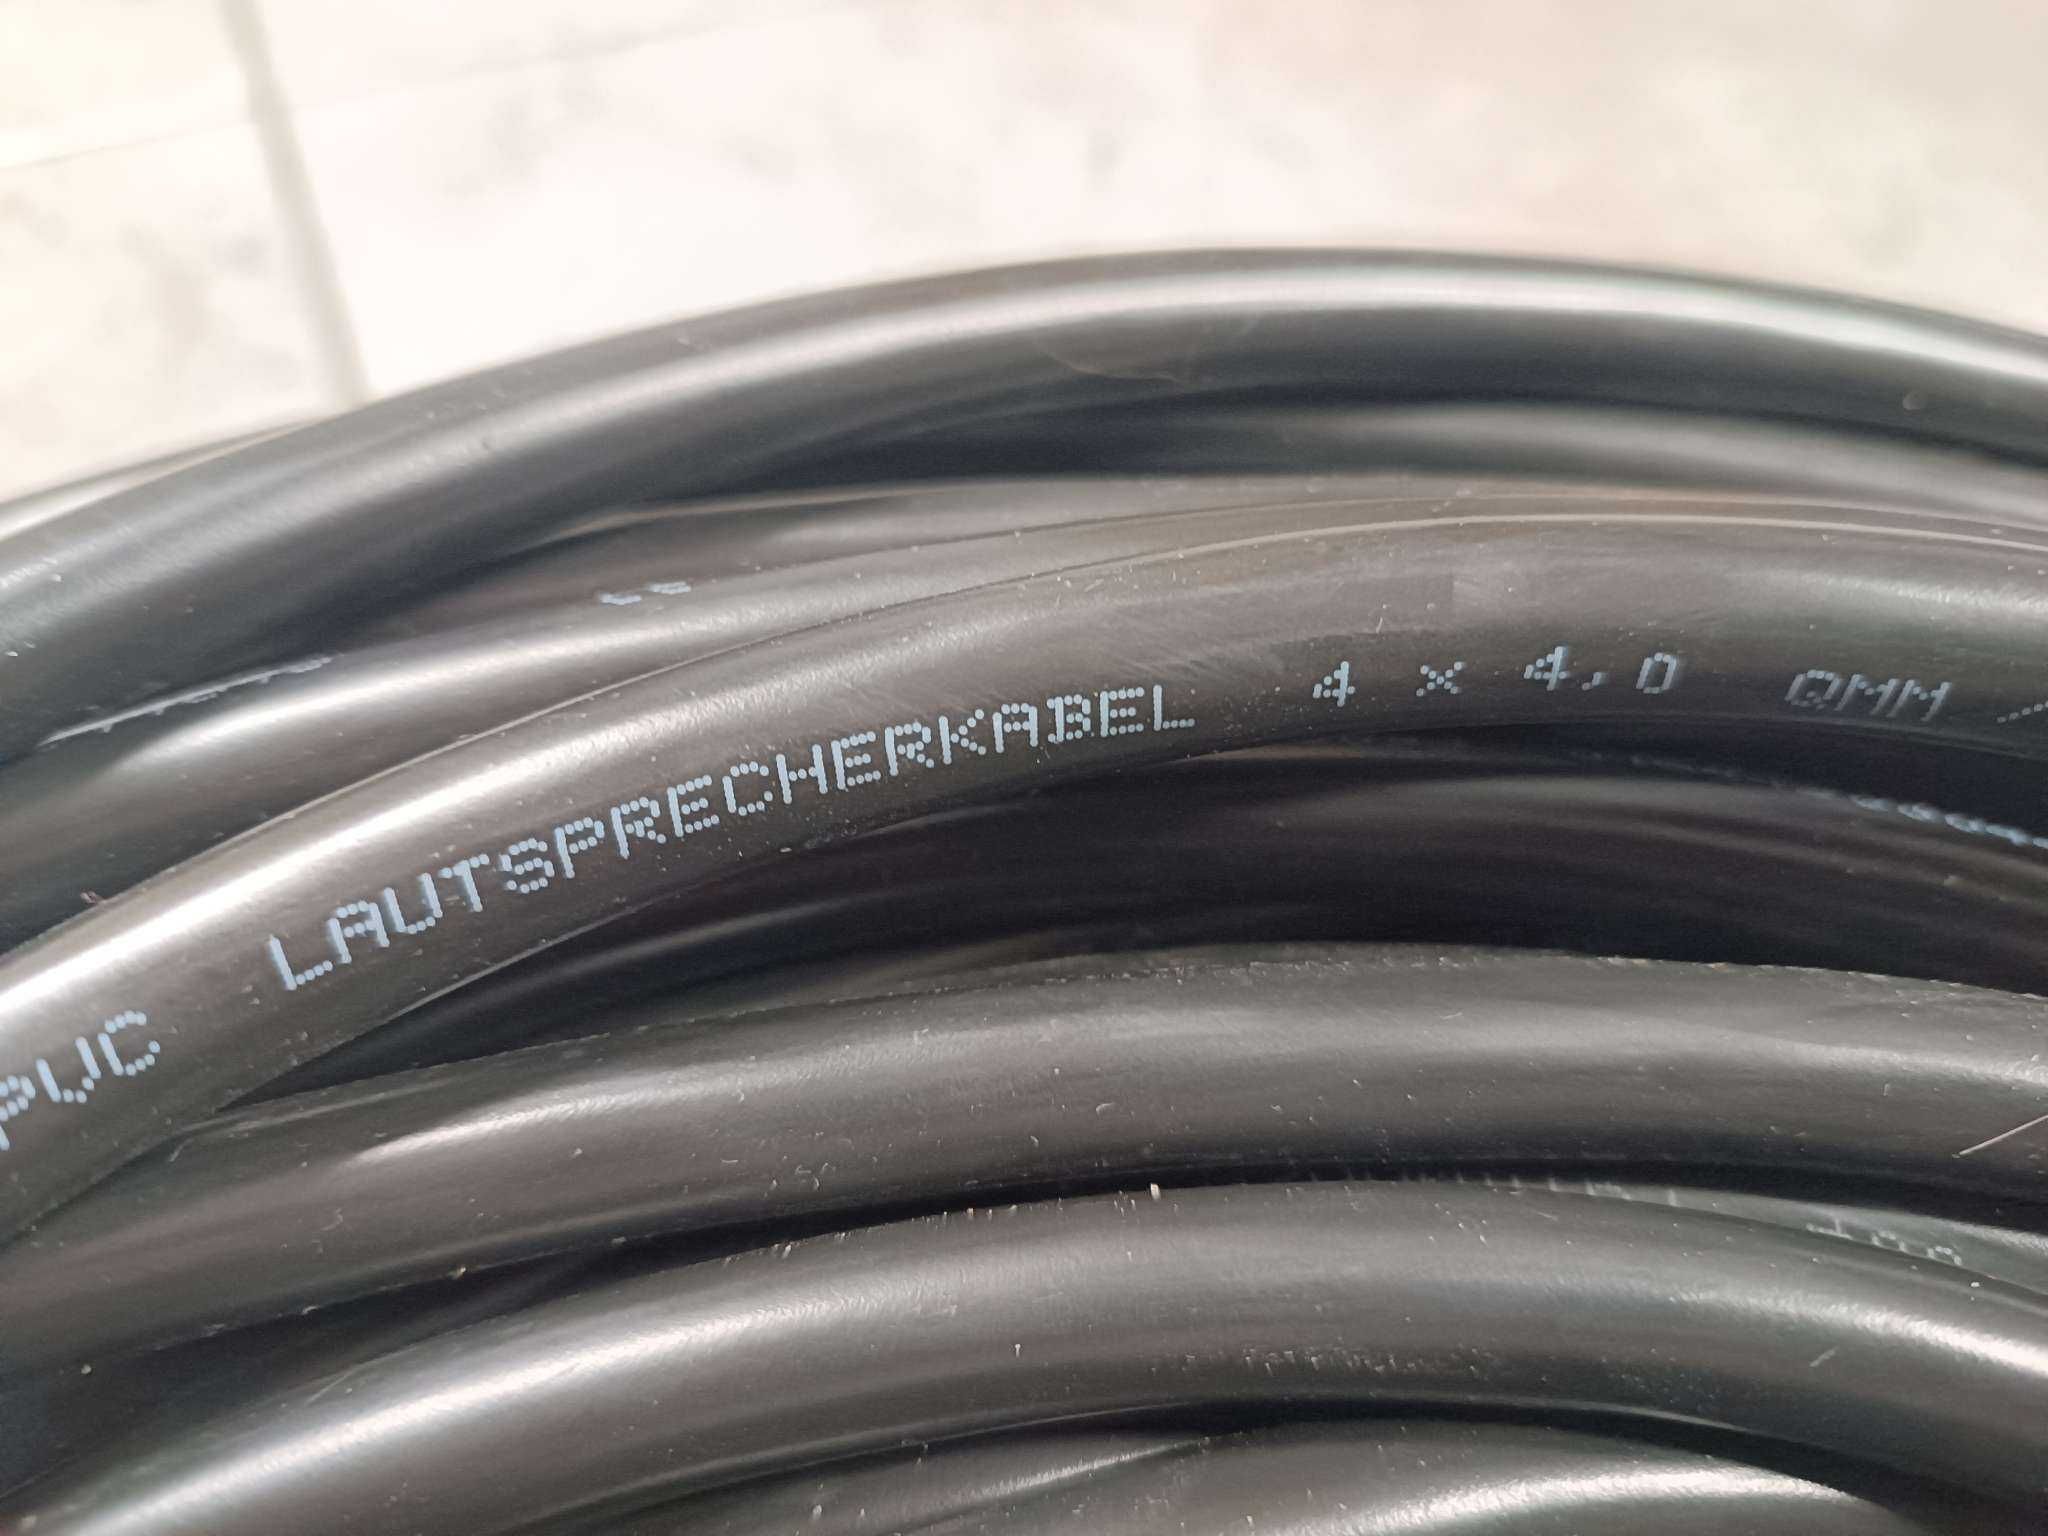 PVC LAUTSPRECHERKABEL 4 x 4,0 QMM